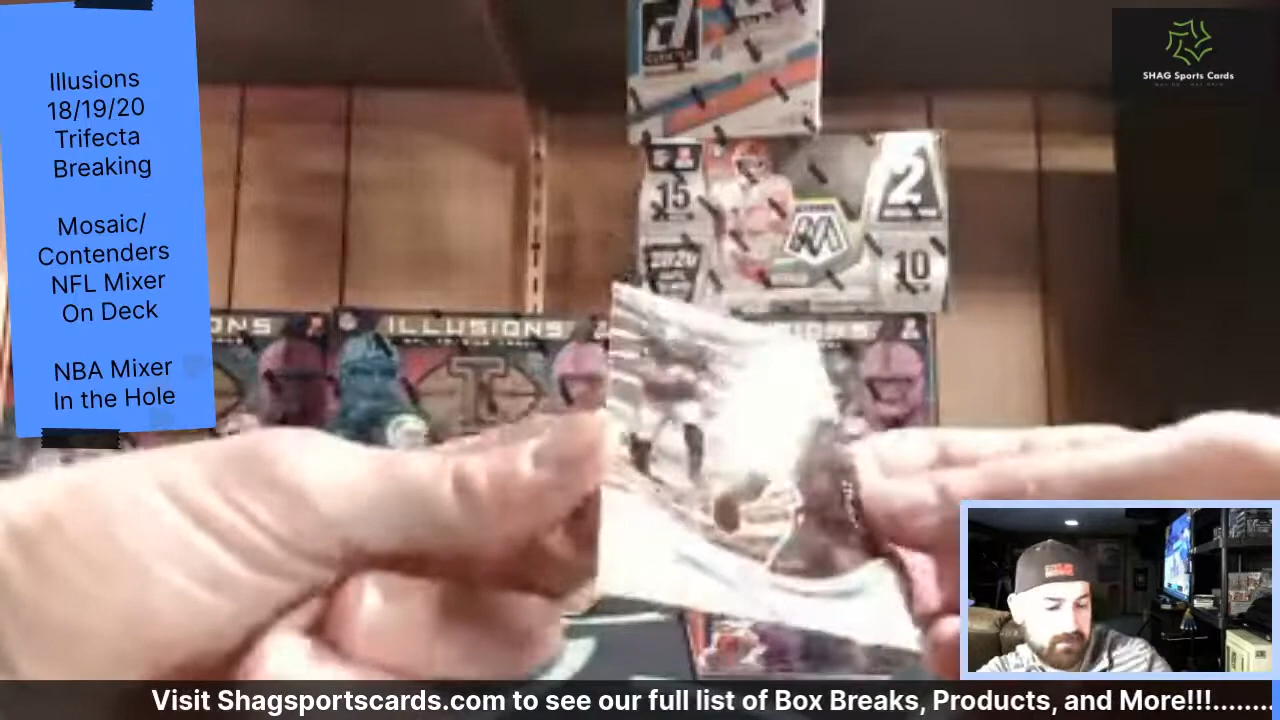 Illusions
18/19/20
Trifecta
Breaking
Mosaic/
Contenders
NFL Mixer
On Deck
NBA Mixer
In the Hole
SHAG Sports Cards
15
2020
2
10
ONS
ILLUSIONS
Visit Shagsportscards.com to see our full list of Box Breaks, Products, and More!!!........